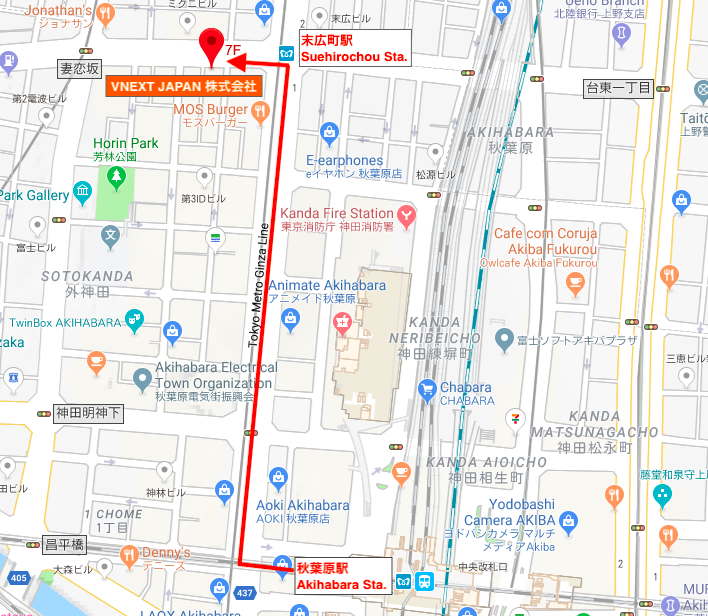 Jonathan's
ジョナサン
ミクニビル
末広ビル
Ueno Branch
北陸銀行 上野支店
7F
末広町駅
Suehirochou Sta.
妻恋坂
VNEXT JAPAN 株式会社
台東一丁目
第2電波ビル
MOS Burger
モスバーガー
Taitō
上野警
AKIHABARA
秋葉原
Horin Park
芳林公園
E-earphones
eイヤホン 秋葉原店
松源ビル
Park Gallery
第3IDビル
Kanda Fire Station
東京消防庁 神田消防署
富士ビル
Cafe com Coruja
Akiba Fukurou
Owlcafe Akiba Fukurou
Tokyo Metro Ginza Line
SOTOKANDA
外神田
Animate Akihabara
アニメイト秋葉原
TwinBox AKIHABARA
KANDA
NERIBEICHO
神田練塀町
富士ソフトアキバプラザ
zaka
三恵ビル
Akihabara Electrical
Town Organization
秋葉原電気街振興会
Chabara
CHABARA
神田明神下
KANDA
MATSUNAGACHO
神田松永町
KANDA AIOICHO
神田相生町
藤堂和泉守上
神林ビル
田ビル
Aoki Akihabara
AOKI 秋葉原店
Yodobashi
Camera AKIBA
ヨドバシカメラ マルチ
メディアAkiba
1 CHOME
1丁目
昌平橋
Denny's
デニーズ
大森ビル
秋葉原駅
Akihabara Sta.
中央改札口
405
437
LAOX Akihabara
MUF
三菱
1
1
2
2
2